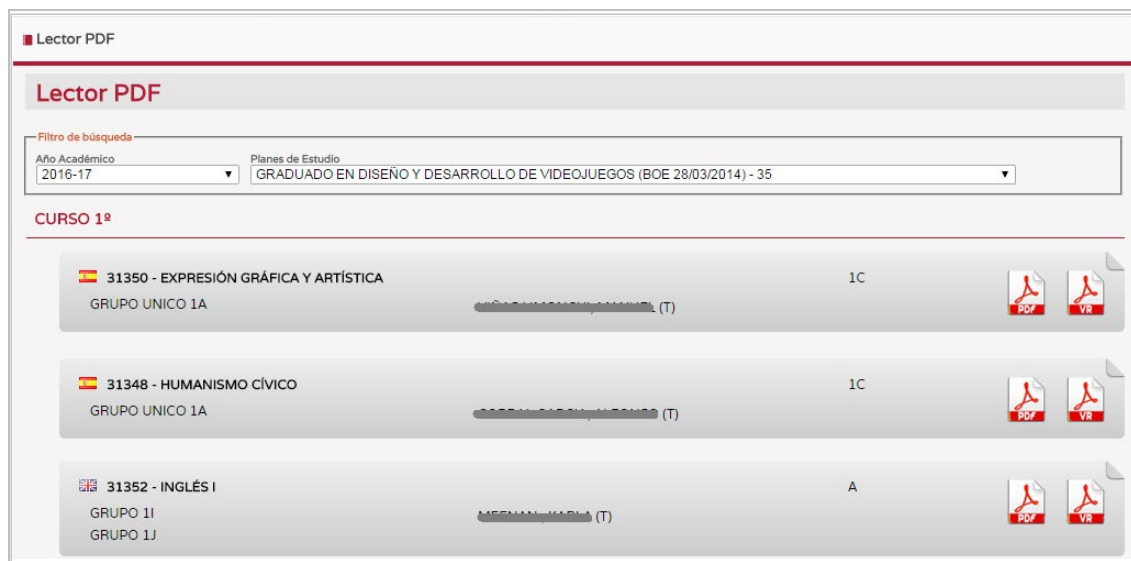 Lector PDF
Lector PDF
Filtro de búsqueda
Año Académico Planes de Estudio
2016-17 GRADUADO EN DISEÑO Y DESARROLLO DE VIDEOJUEGOS (BOE 28/03/2014) - 35
CURSO 1º
31350 - EXPRESIÓN GRÁFICA Y ARTÍSTICA 1C
GRUPO UNICO 1A (T)
PDF VR
31348 - HUMANISMO CÍVICO 1C
GRUPO UNICO 1A (T)
PDF VR
31352 - INGLÉS I A
GRUPO 1I (T)
GRUPO 1J
PDF VR